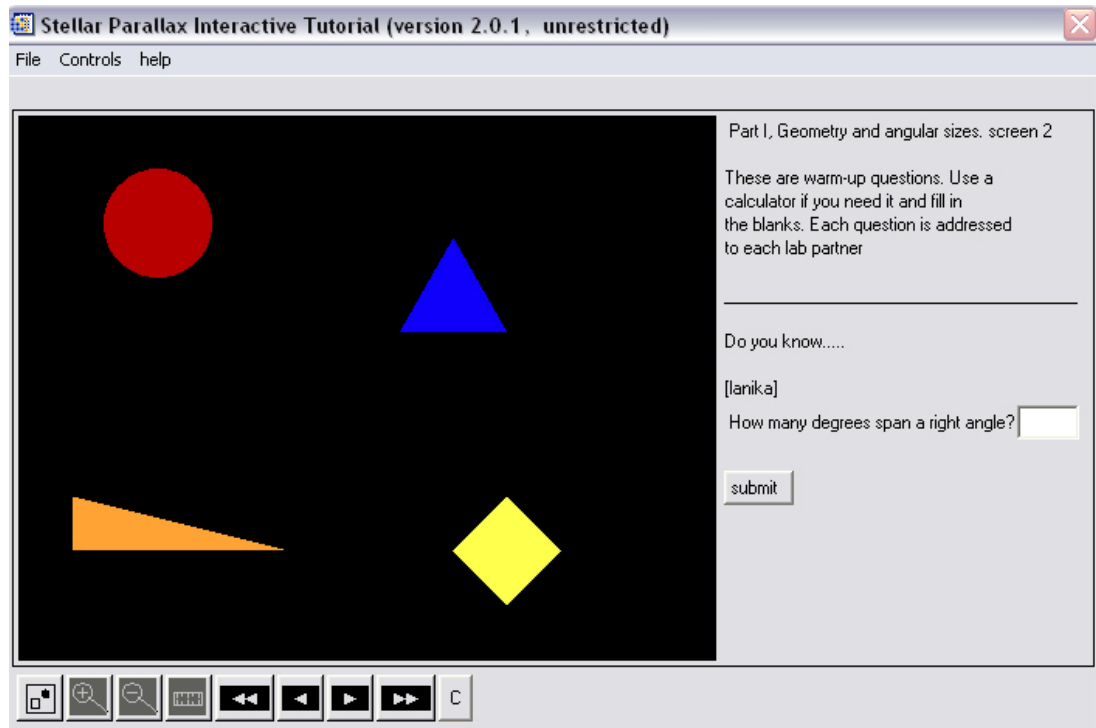 Stellar Parallax Interactive Tutorial (version 2.0.1, unrestricted)
File Controls help
Part I, Geometry and angular sizes. screen 2
These are warm-up questions. Use a
calculator if you need it and fill in
the blanks. Each question is addressed
to each lab partner
Do you know.....
[lanika]
How many degrees span a right angle?
submit
C